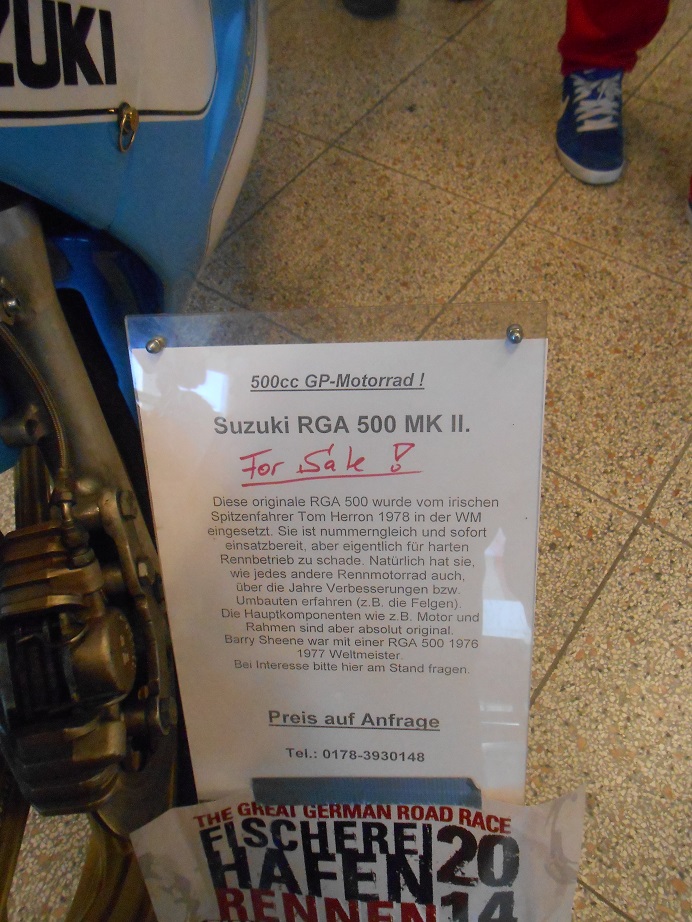 ZUKI
500cc GP-Motorrad !
Suzuki RGA 500 MK II.
For Sale !
Diese originale RGA 500 wurde vom irischen
Spitzenfahrer Tom Herron 1978 in der WM
eingesetzt. Sie ist nummerngleich und sofort
einsatzbereit, aber eigentlich für harten
Rennbetrieb zu schade. Natürlich hat sie,
wie jedes andere Rennmotorrad auch,
über die Jahre Verbesserungen bzw.
Umbauten erfahren (z.B. die Felgen).
Die Hauptkomponenten wie z.B. Motor und
Rahmen sind aber absolut original.
Barry Sheene war mit einer RGA 500 1976
1977 Weltmeister.
Bei Interesse bitte hier am Stand fragen.
Preis auf Anfrage
Tel.: 0178-3930148
THE GREAT GERMAN ROAD RACE
FISCHEREI
HAFEN
RENNEN
20
14